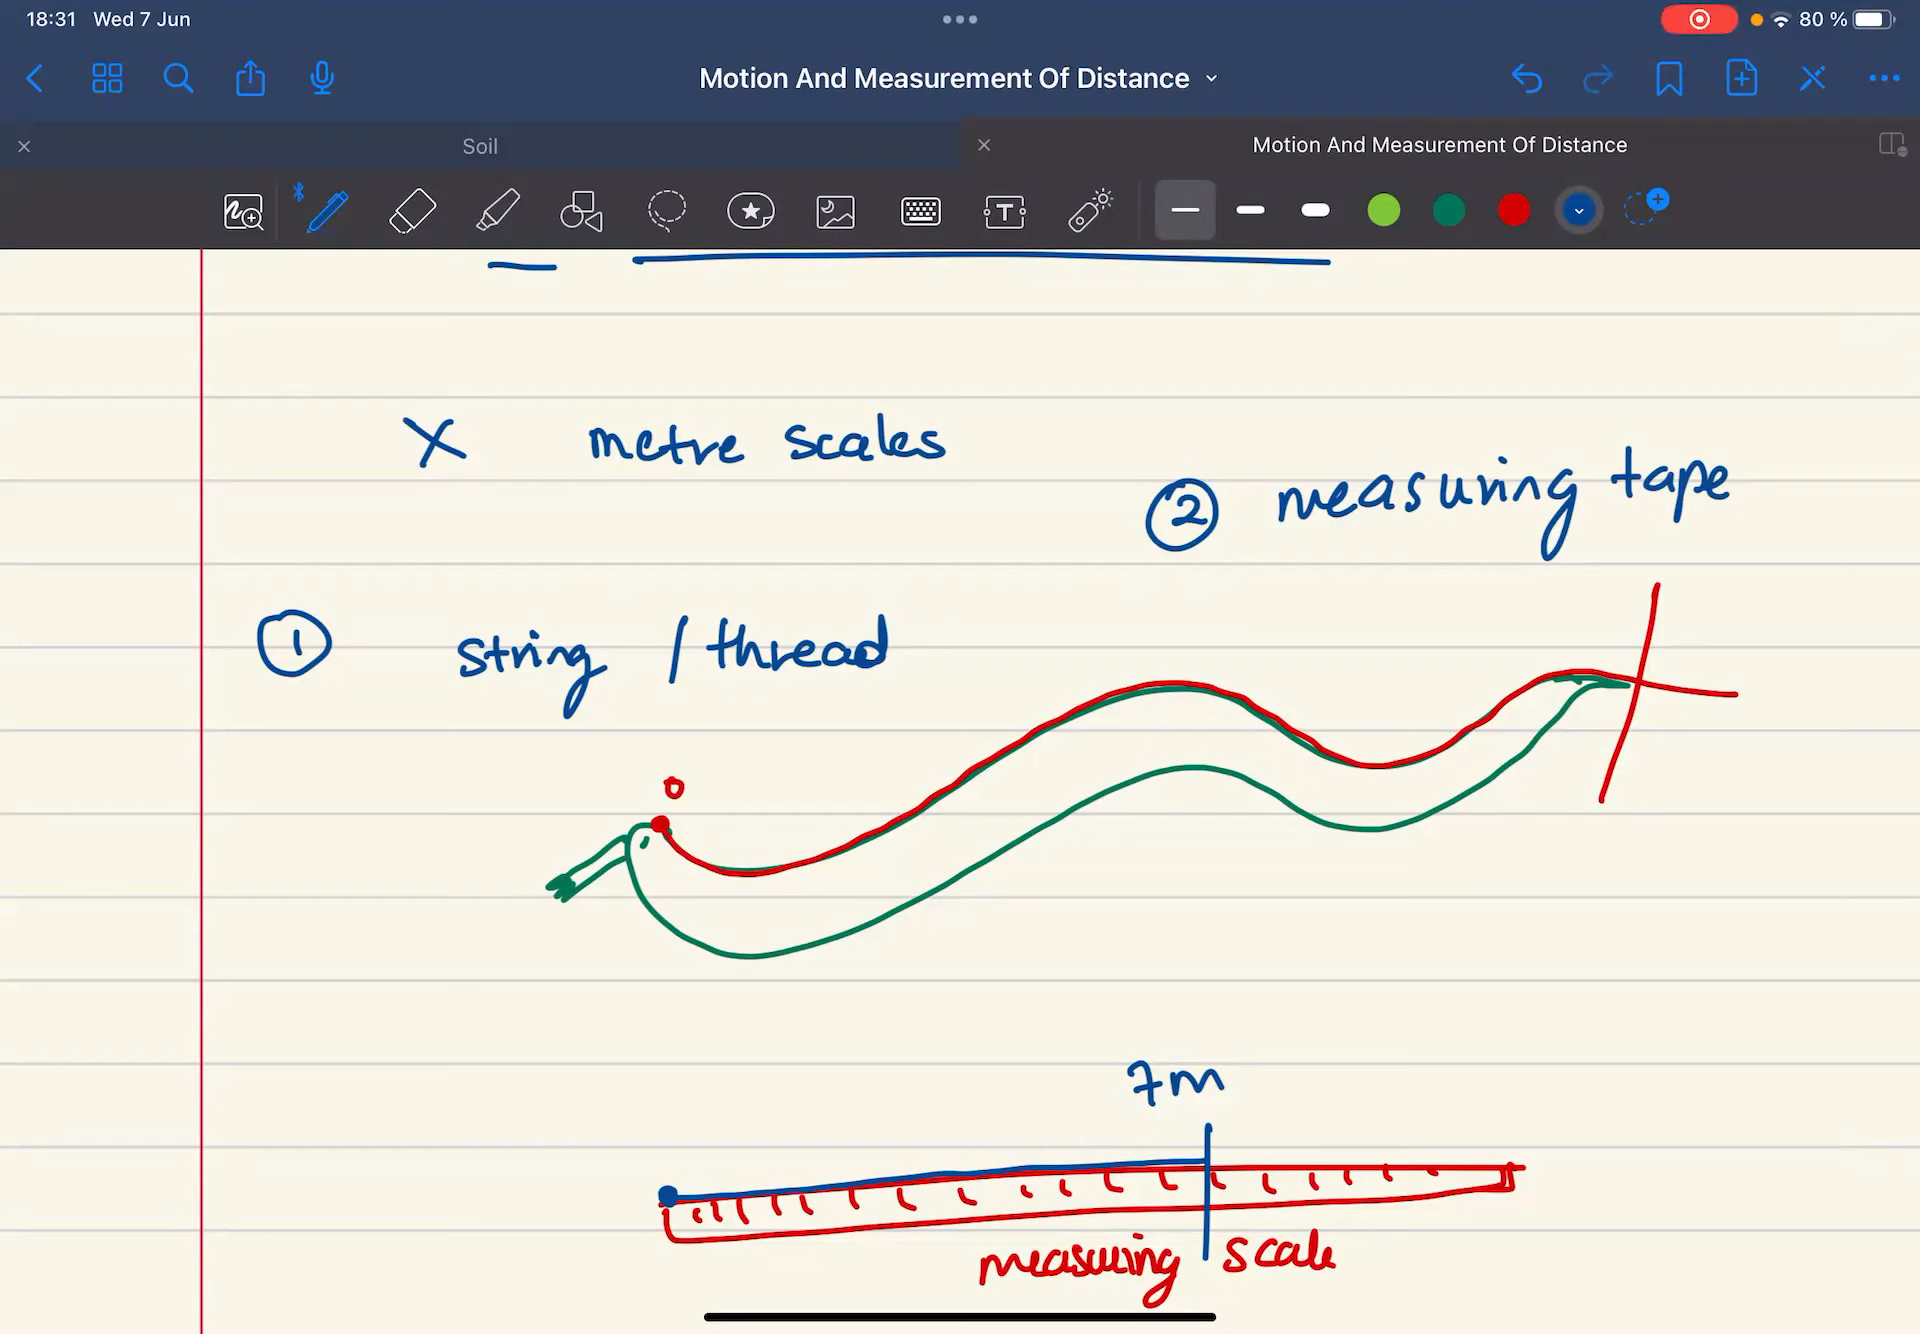 18:31 Wed 7 Jun
80 %
Motion And Measurement Of Distance
Soil
Motion And Measurement Of Distance
T
X metre scales
② measuring tape
① string / thread
0
7m
measuring scale